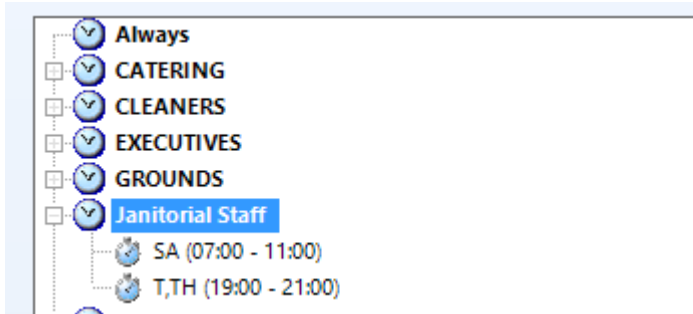 Always
CATERING
CLEANERS
EXECUTIVES
GROUNDS
Janitorial Staff
SA (07:00 - 11:00)
T,TH (19:00 - 21:00)